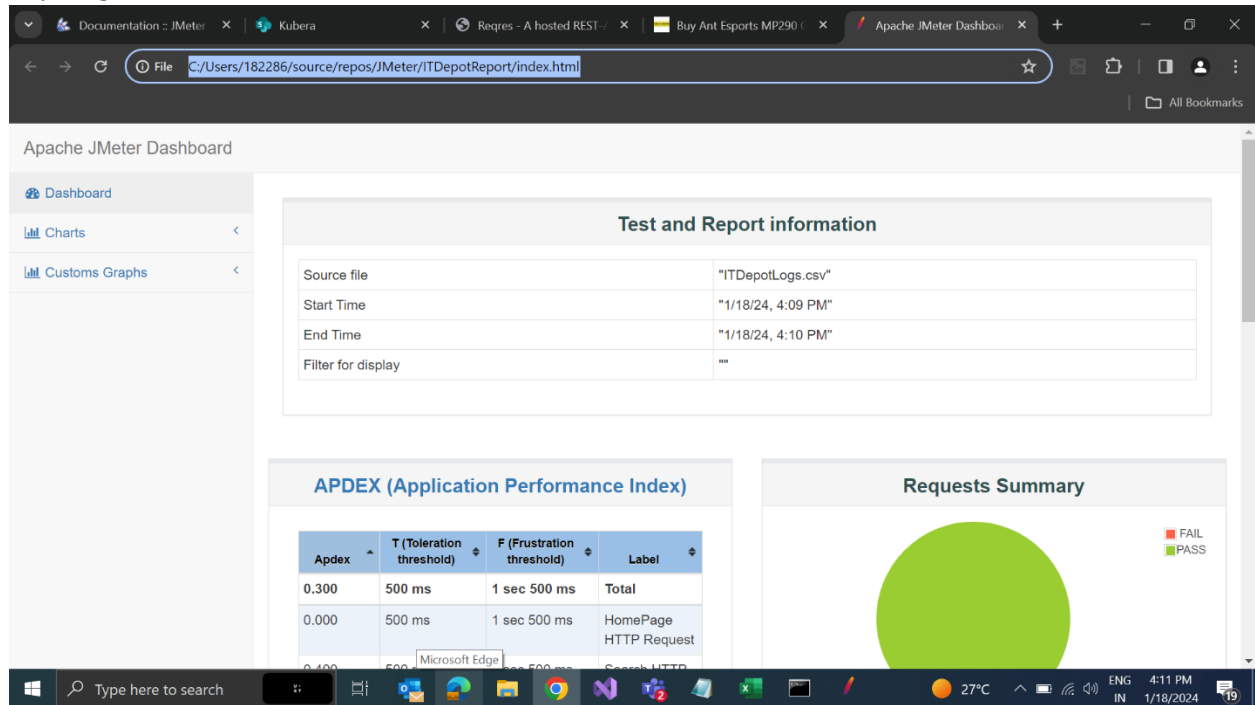 Documentation :: JMeter
Kubera
Reqres - A hosted REST-/
Buy Ant Esports MP290
Apache JMeter Dashboa
File C:/Users/182286/source/repos/JMeter/ITDepotReport/index.html
All Bookmarks
Apache JMeter Dashboard
Dashboard
Charts
Customs Graphs
Test and Report information
Source file "ITDepotLogs.csv"
Start Time "1/18/24, 4:09 PM"
End Time "1/18/24, 4:10 PM"
Filter for display ""
APDEX (Application Performance Index)
Apdex T (Toleration threshold) F (Frustration threshold) Label
0.300 500 ms 1 sec 500 ms Total
0.000 500 ms 1 sec 500 ms HomePage
HTTP Request
Requests Summary
FAIL
PASS
Microsoft Edge
Type here to search
27°C
ENG
IN
4:11 PM
1/18/2024
19
2